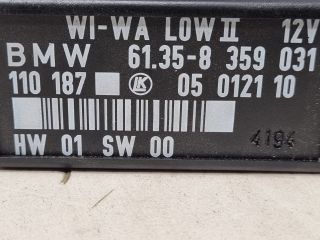 WI-WA LOW II 12V
BMW 61.35-8 359 031
110 187 LK 05 0121 10
4194
HW 01 SW 00